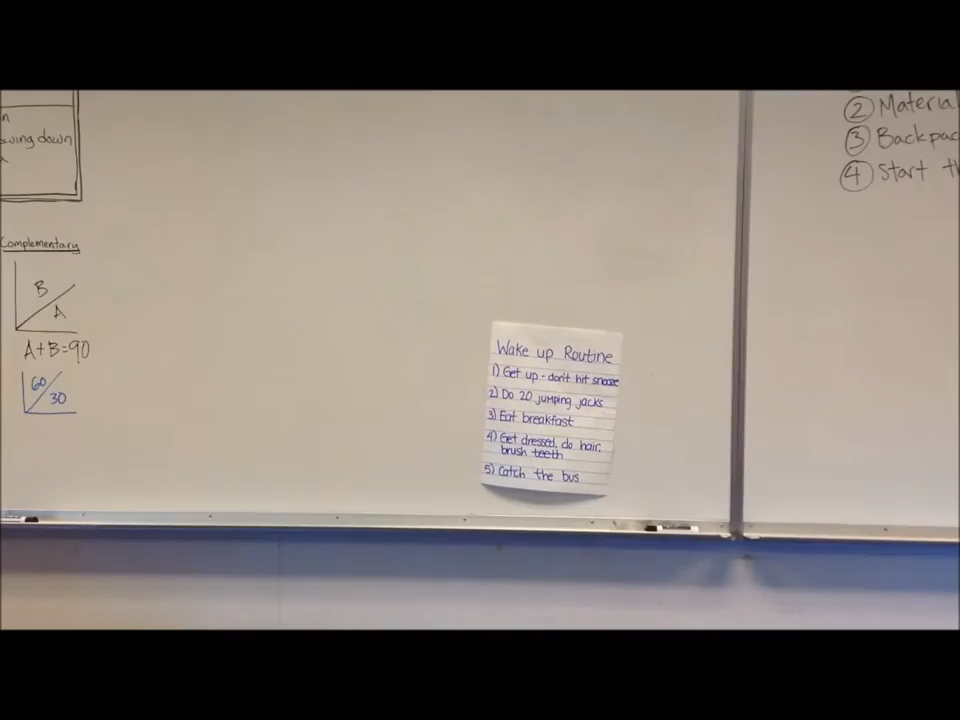 owing down
Complementary
B
A
A+B=90
60
30
Wake up Routine
1) Get up - don't hit snooze
2) Do 20 jumping jacks
3) Eat breakfast
4) Get dressed, do hair,
brush teeth
5) Catch the bus
2 Materia
3 Backpac
4 Start th